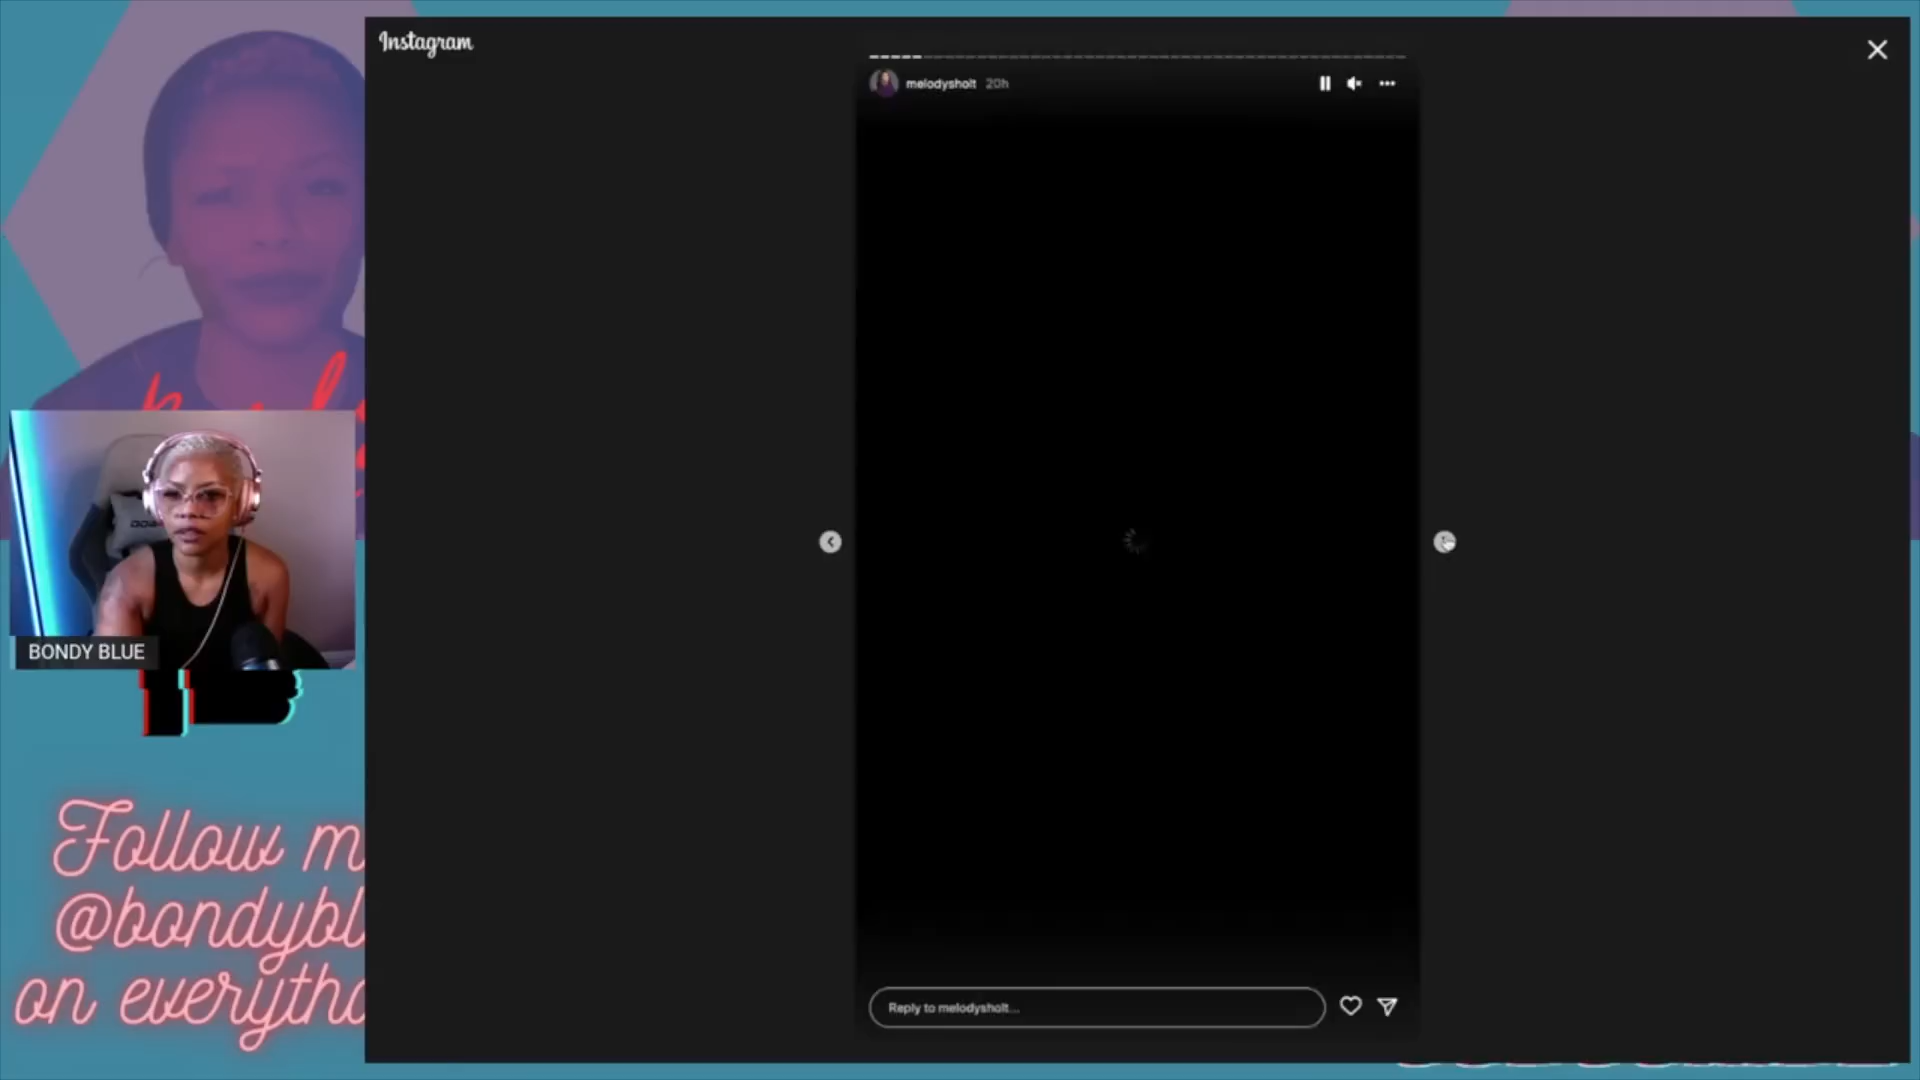 Instagram
melodysholt 20h
BONDY BLUE
Reply to melodysholt...
Follow m
@bondybl
on everythi